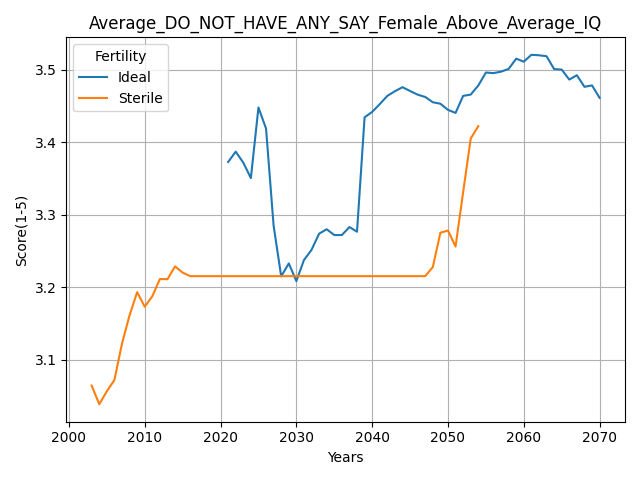 Average_DO_NOT_HAVE_ANY_SAY_Female_Above_Average_IQ
Fertility
Ideal
Sterile
Score(1-5)
3.5
3.4
3.3
3.2
3.1
2000 2010 2020 2030 2040 2050 2060 2070
Years